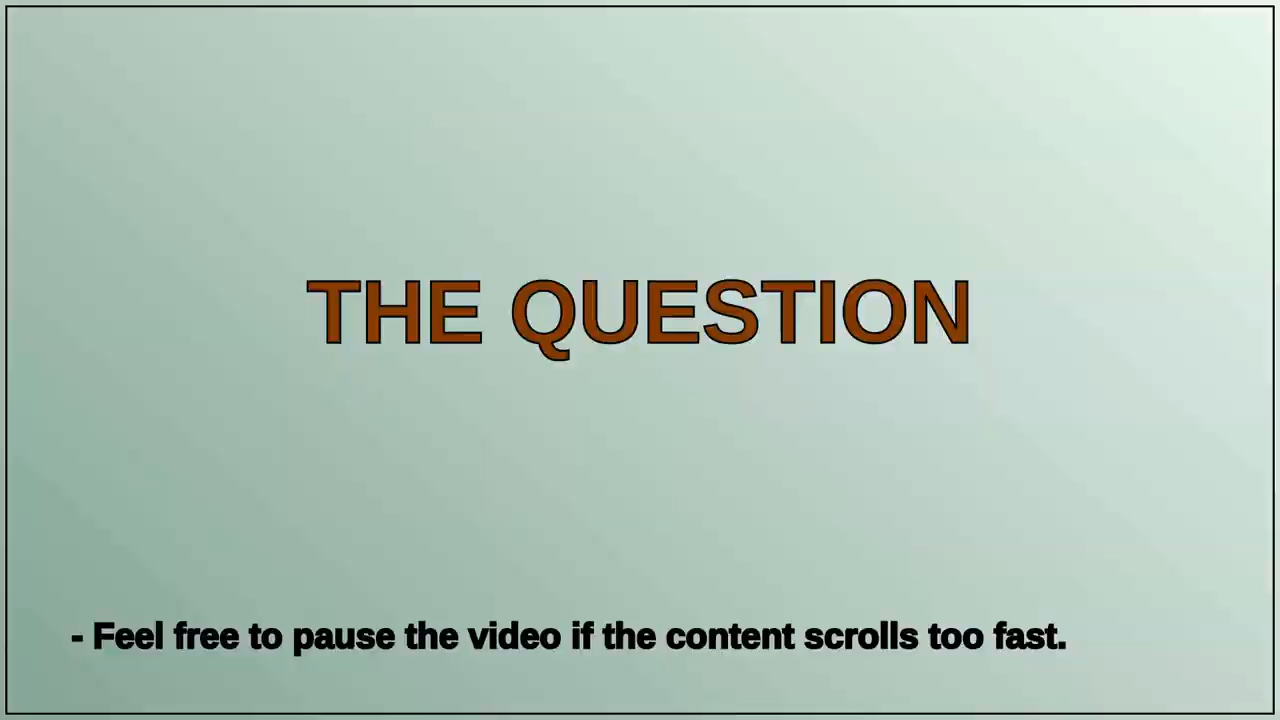 THE QUESTION
- Feel free to pause the video if the content scrolls too fast.